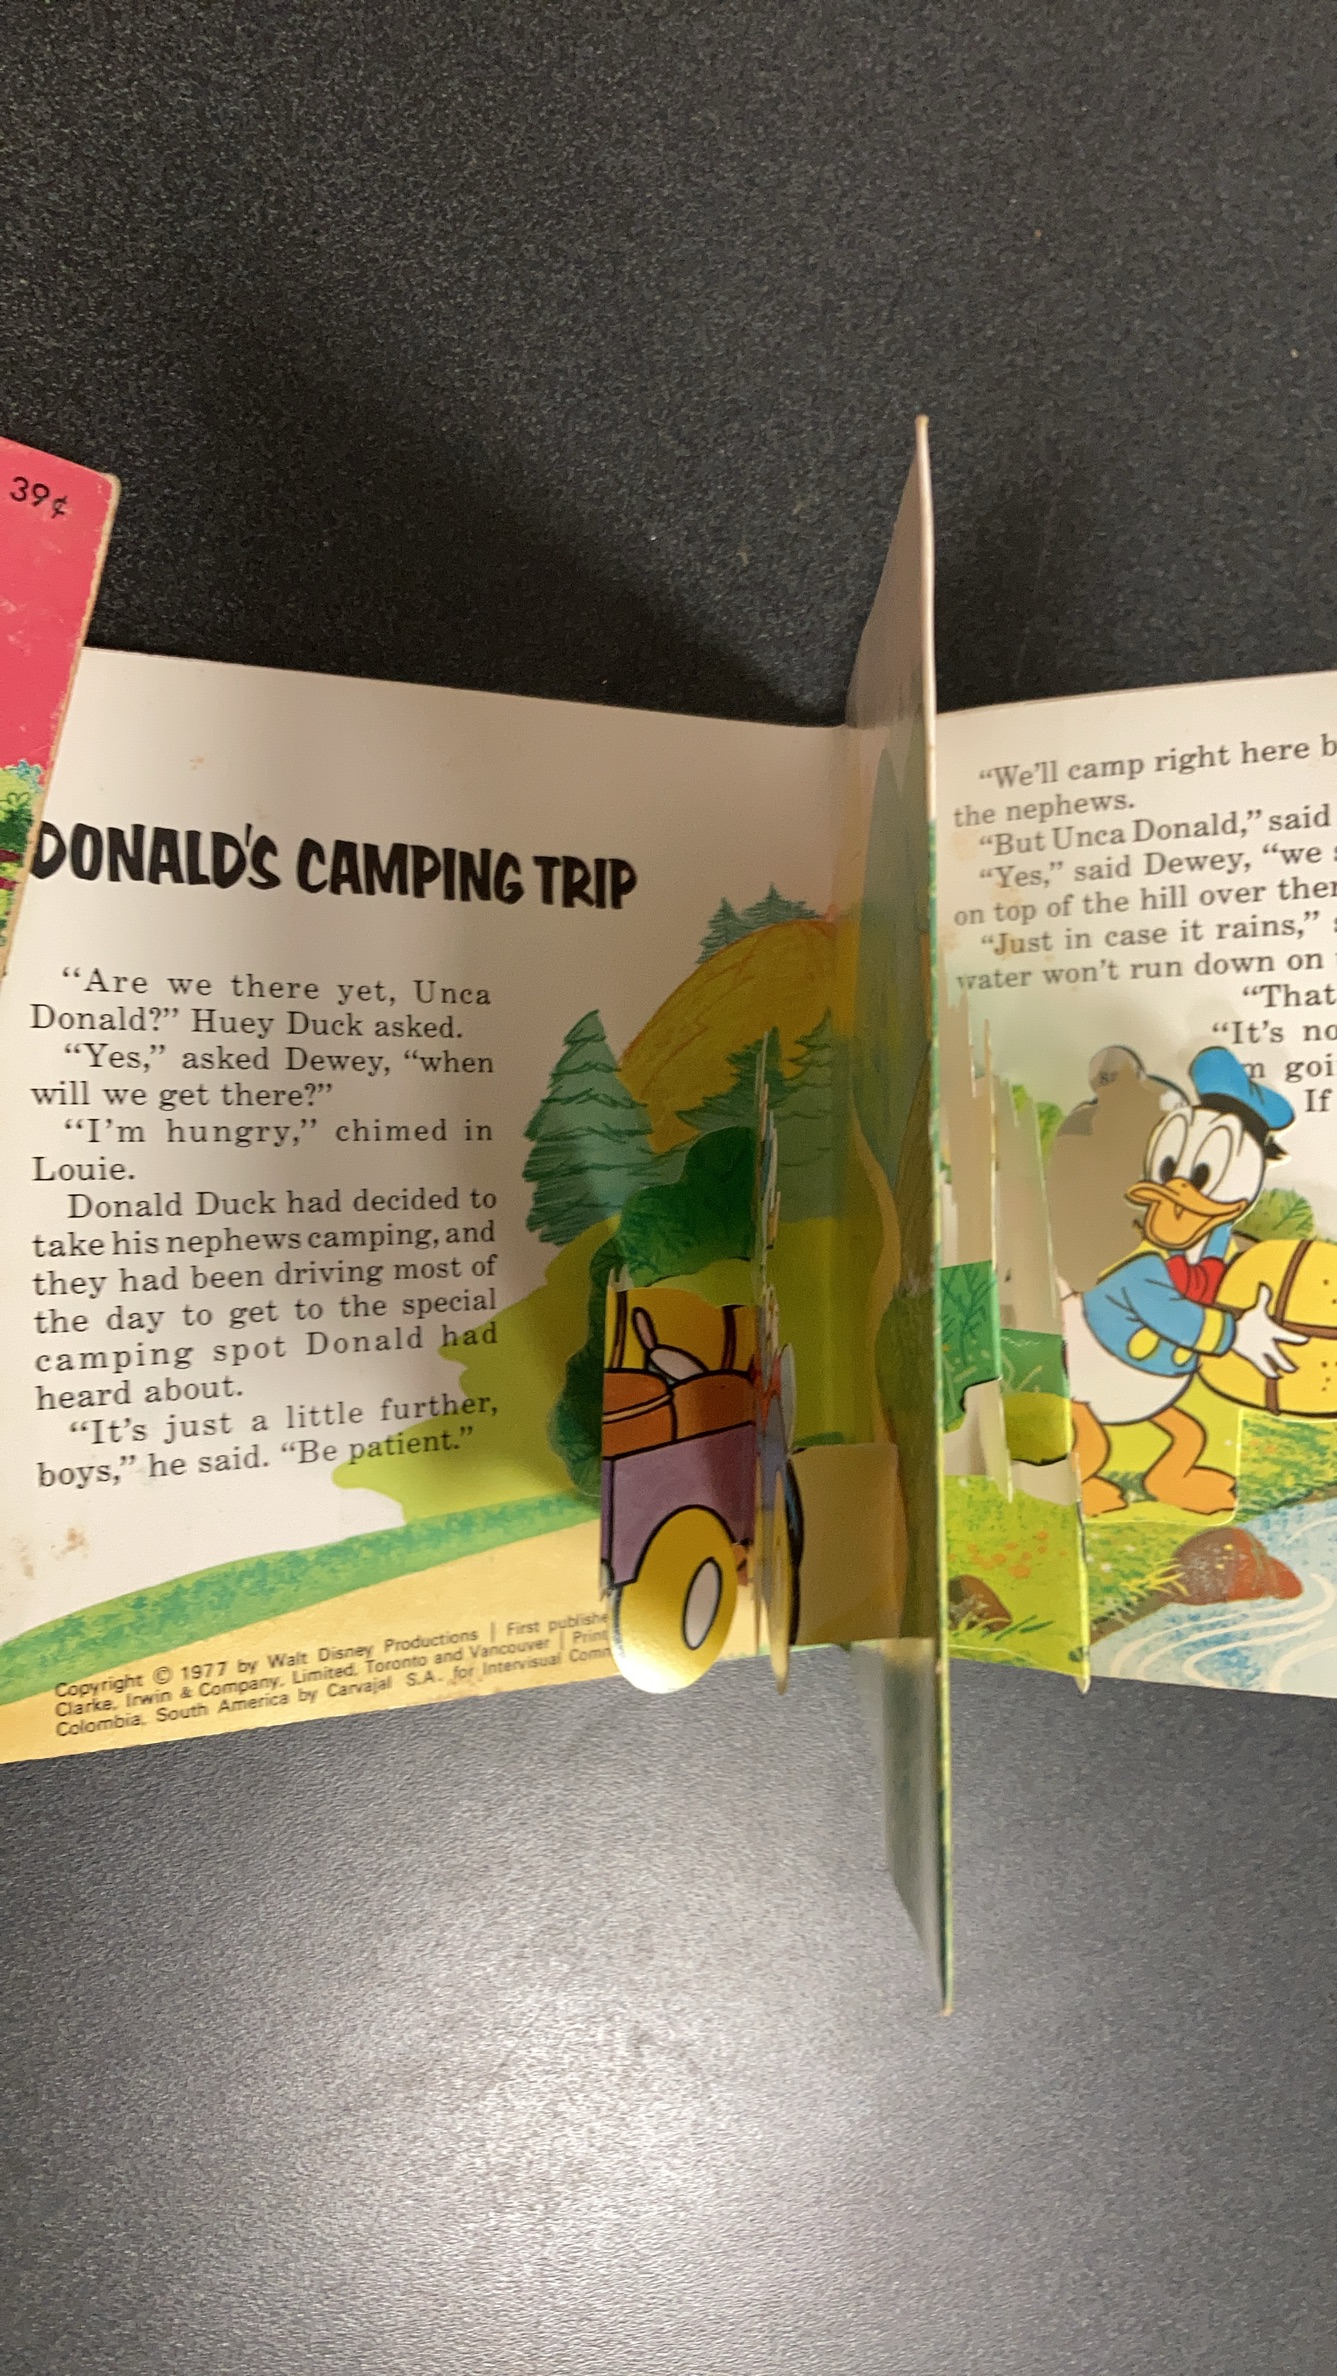 39¢
DONALD'S CAMPING TRIP
“Are we there yet, Unca
Donald?” Huey Duck asked.
“Yes,” asked Dewey, “when
will we get there?”
“I'm hungry,” chimed in
Louie.
Donald Duck had decided to
take his nephews camping, and
they had been driving most of
the day to get to the special
camping spot Donald had
heard about.
“It's just a little further,
boys,” he said. “Be patient.”
Copyright © 1977 by Walt Disney Productions | First publishe
Clarke, Irwin & Company, Limited, Toronto and Vancouver | Print
Colombia, South America by Carvajal S.A. for Intervisual Comm
“We'll camp right here b
the nephews.
“But Unca Donald,” said
“Yes,” said Dewey, “we
on top of the hill over ther
“Just in case it rains,”
water won't run down on
“That
“It's no
goi
If